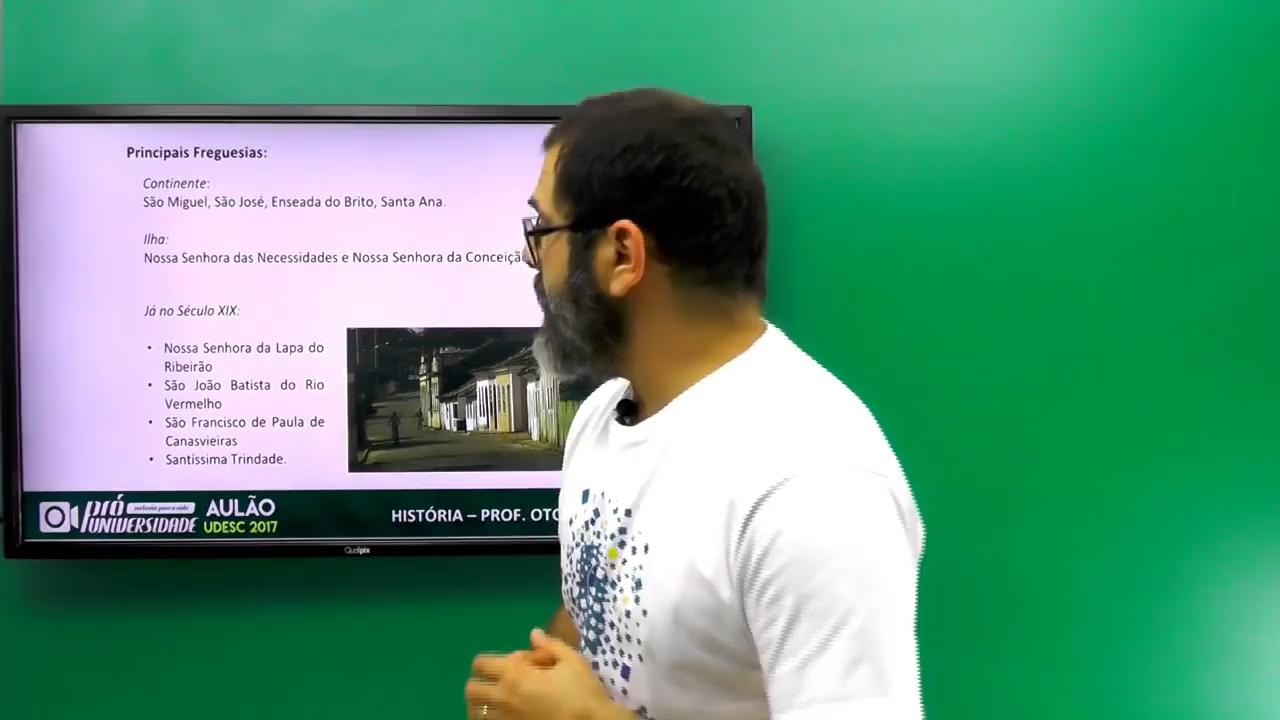 Principais Freguesias:
Continente:
São Miguel, São José, Enseada do Brito, Santa Ana.
Ilha:
Nossa Senhora das Necessidades e Nossa Senhora da Conceiçã
Já no Século XIX:
• Nossa Senhora da Lapa do
Ribeirão
• São João Batista do Rio
Vermelho
• São Francisco de Paula de
Canasvieiras
• Santíssima Trindade.
pró
UNIVERSIDADE
AULÃO
UDESC 2017
HISTÓRIA – PROF. OTO
Qualipix